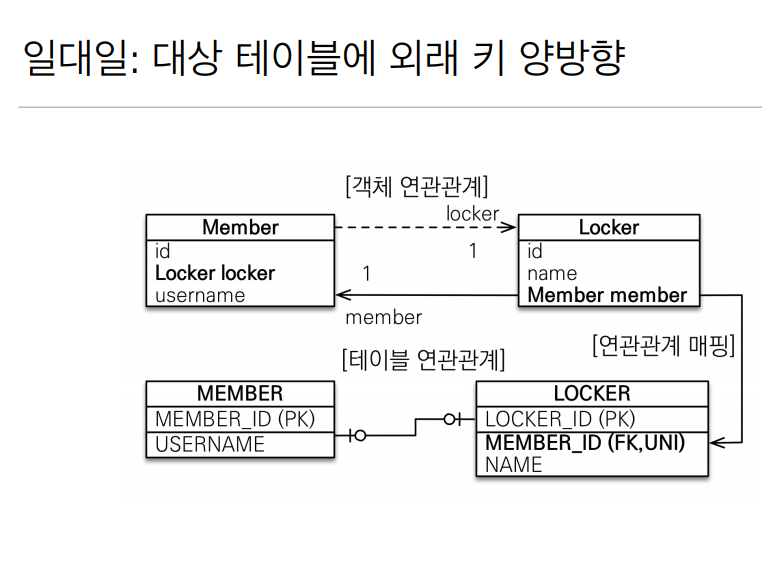 일대일: 대상 테이블에 외래 키 양방향
[객체 연관관계]
Member
id
Locker locker
username
locker
1
1
member
Locker
id
name
Member member
[연관관계 매핑]
[테이블 연관관계]
MEMBER
MEMBER_ID (PK)
USERNAME
LOCKER
LOCKER_ID (PK)
MEMBER_ID (FK,UNI)
NAME